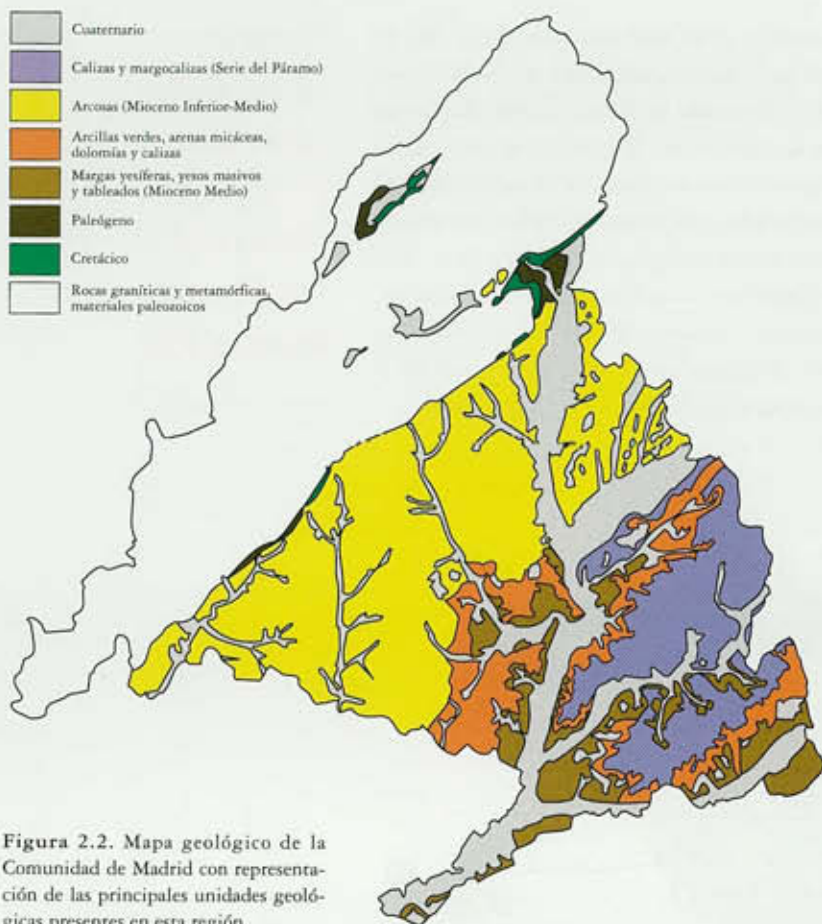 Cuaternario
Calizas y margocalizas (Serie del Páramo)
Arcosas (Mioceno Inferior-Medio)
Arcillas verdes, arenas micáceas,
dolomías y calizas
Margas yesíferas, yesos masivos
y tableados (Mioceno Medio)
Paleógeno
Cretácico
Rocas graníticas y metamórficas,
materiales paleozoicos
Figura 2.2. Mapa geológico de la
Comunidad de Madrid con representa-
ción de las principales unidades geoló-
gicas presentes en esta región